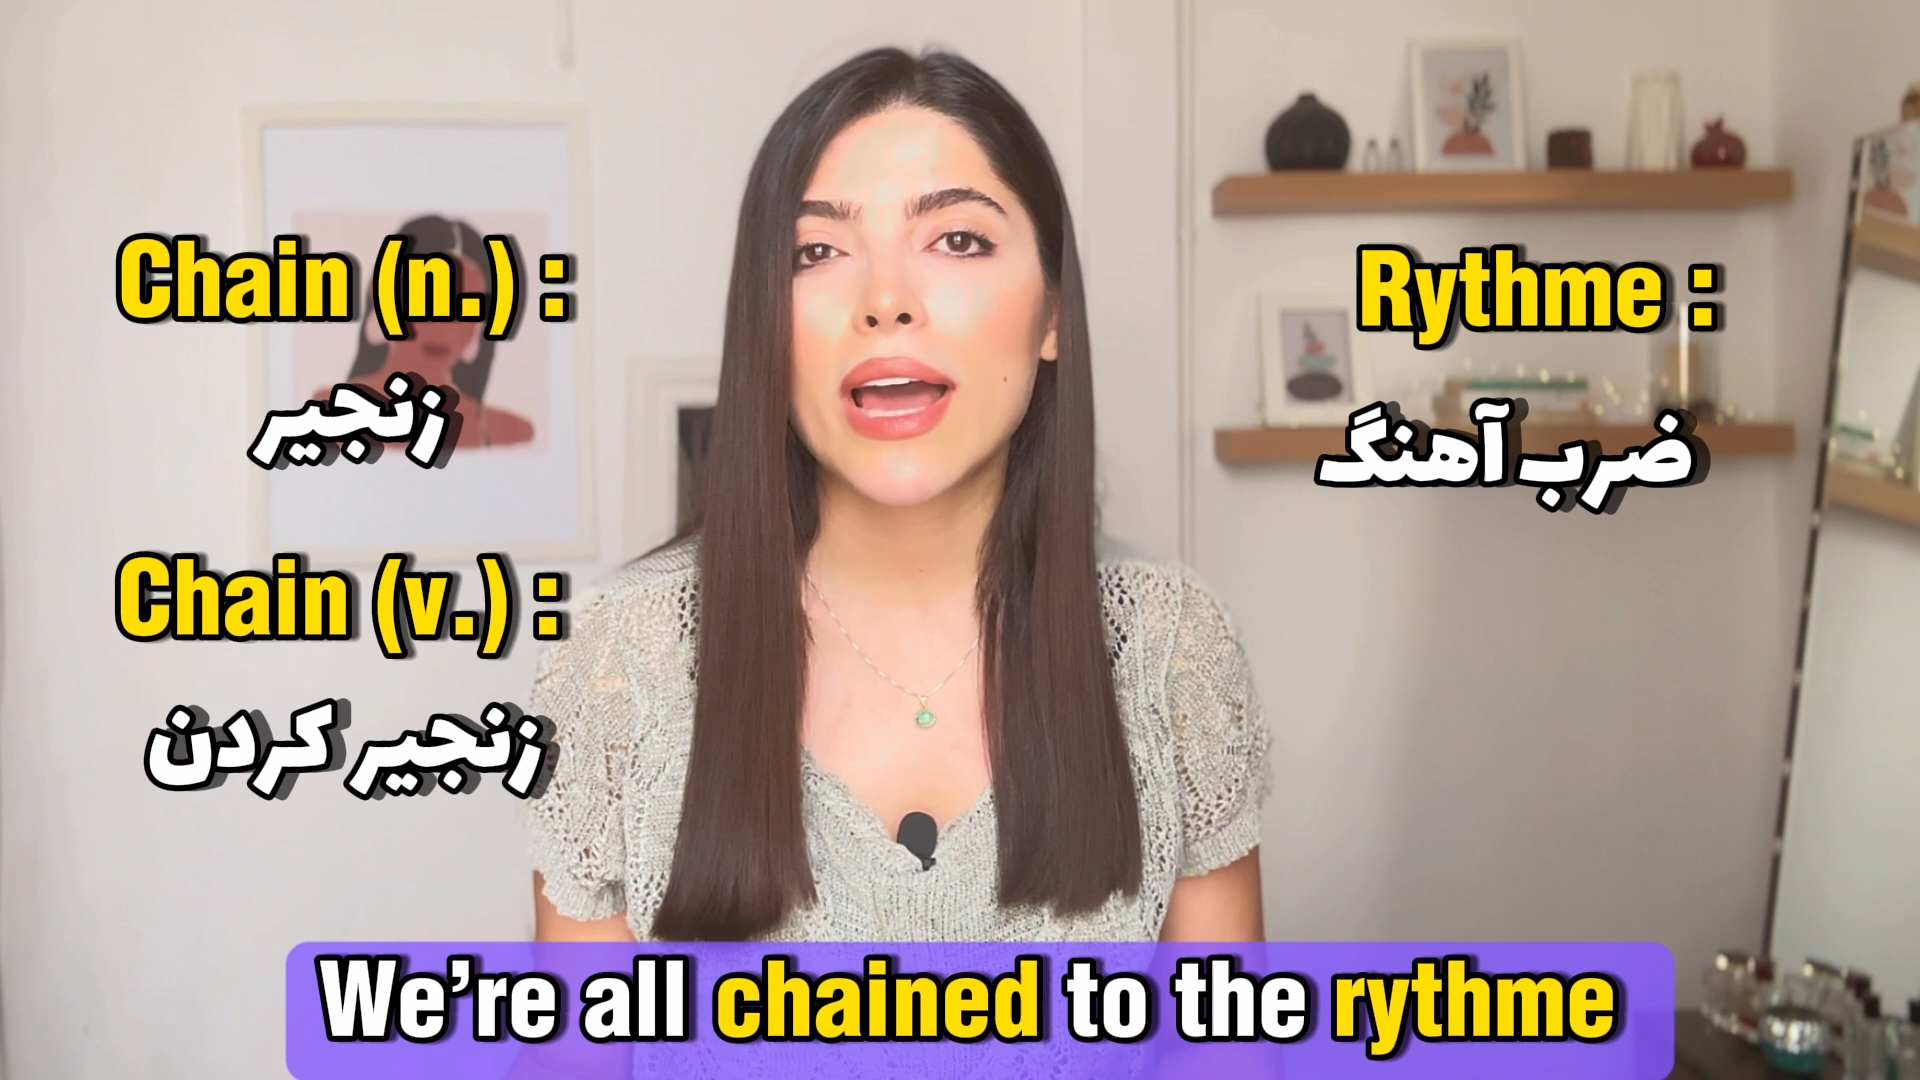 Chain (n.) :
زنجیر
Chain (v.) :
زنجیر کردن
Rythme :
ضرب آهنگ
We're all chained to the rythme